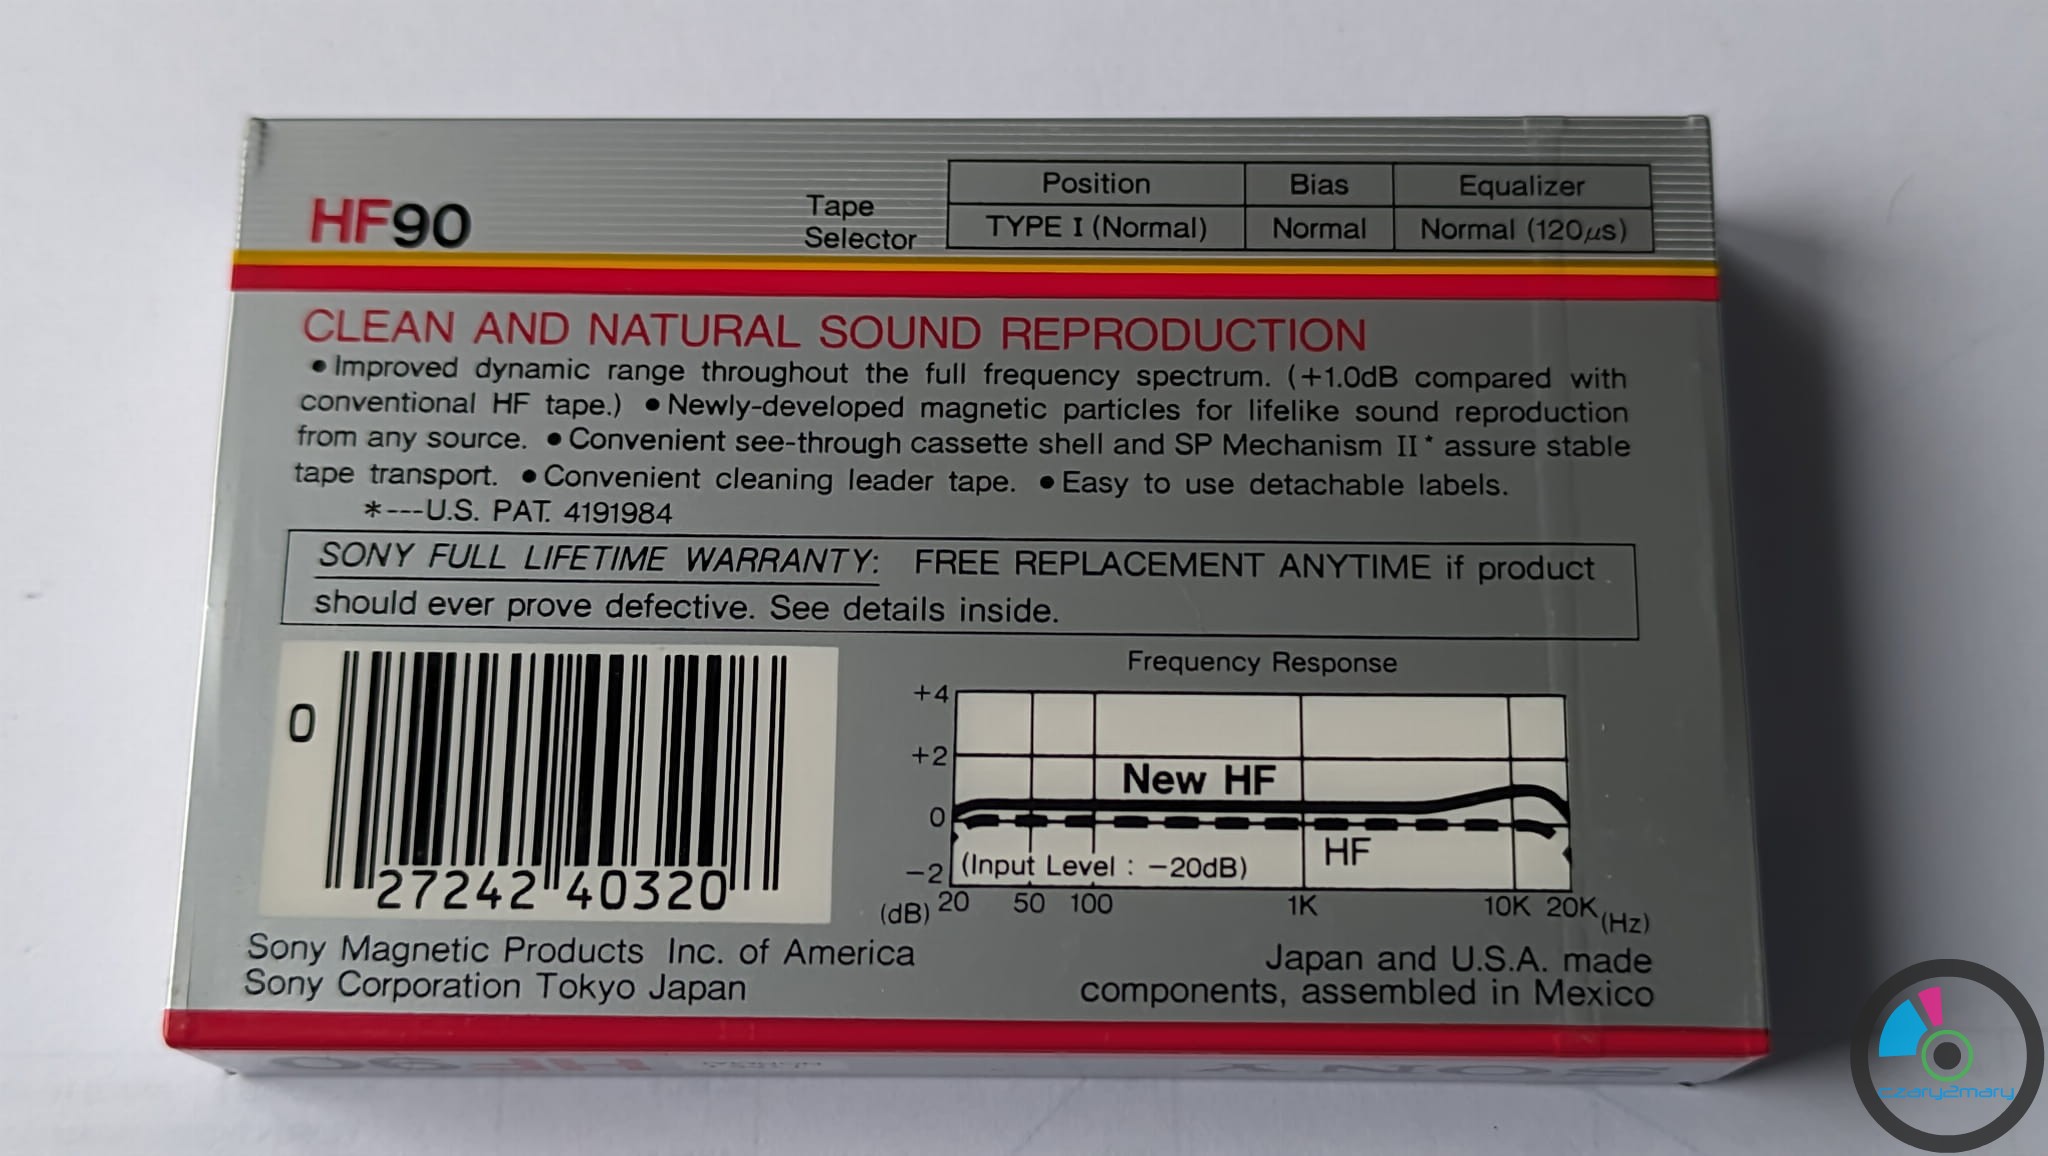 HF90
Tape
Selector
Position Bias Equalizer
TYPE I (Normal) Normal Normal (120μs)
CLEAN AND NATURAL SOUND REPRODUCTION
• Improved dynamic range throughout the full frequency spectrum. (+1.0dB compared with
conventional HF tape.) • Newly-developed magnetic particles for lifelike sound reproduction
from any source. • Convenient see-through cassette shell and SP Mechanism II* assure stable
tape transport. • Convenient cleaning leader tape. • Easy to use detachable labels.
*---U.S. PAT. 4191984
SONY FULL LIFETIME WARRANTY: FREE REPLACEMENT ANYTIME if product
should ever prove defective. See details inside.
0
27242 40320
Frequency Response
+4
+2
0
−2
New HF
HF
(Input Level : −20dB)
(dB) 20 50 100 1K 10K 20K (Hz)
Sony Magnetic Products Inc. of America
Sony Corporation Tokyo Japan
Japan and U.S.A. made
components, assembled in Mexico
SONY HF90
czary2mary